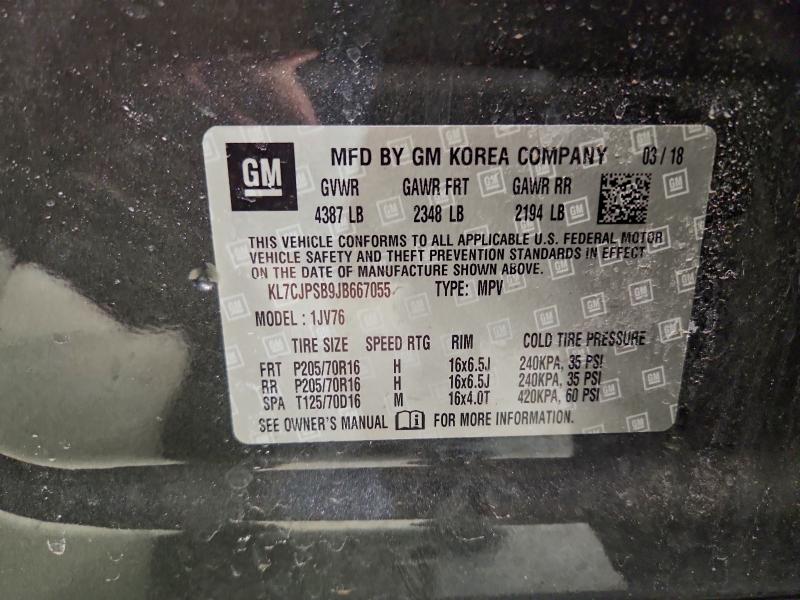 GM MFD BY GM KOREA COMPANY 03/18
GVWR GAWR FRT GAWR RR
4387 LB 2348 LB 2194 LB
THIS VEHICLE CONFORMS TO ALL APPLICABLE U.S. FEDERAL MOTOR
VEHICLE SAFETY AND THEFT PREVENTION STANDARDS IN EFFECT
ON THE DATE OF MANUFACTURE SHOWN ABOVE.
KL7CJPSB9JB667055 TYPE: MPV
MODEL : 1JV76
TIRE SIZE SPEED RTG RIM COLD TIRE PRESSURE
FRT P205/70R16 H 16x6.5J 240KPA, 35 PSI
RR P205/70R16 H 16x6.5J 240KPA, 35 PSI
SPA T125/70D16 M 16x4.0T 420KPA, 60 PSI
SEE OWNER'S MANUAL FOR MORE INFORMATION.